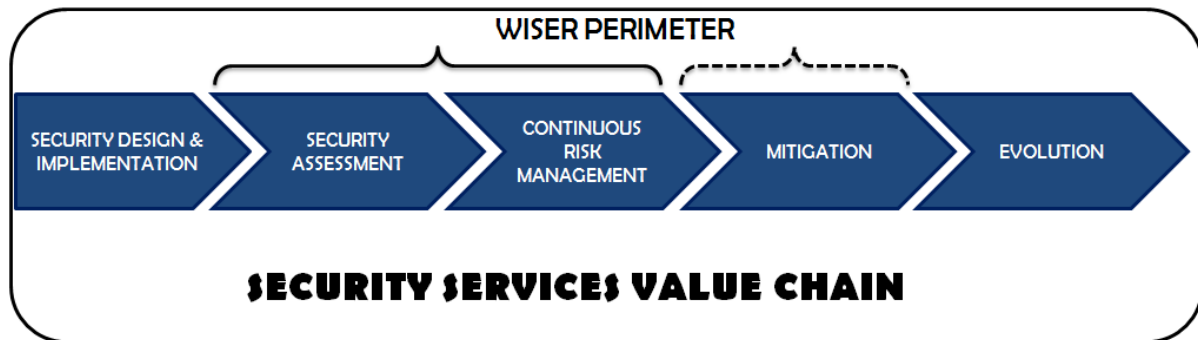 WISER PERIMETER
SECURITY DESIGN &
IMPLEMENTATION
SECURITY
ASSESSMENT
CONTINUOUS
RISK
MANAGEMENT
MITIGATION
EVOLUTION
SECURITY SERVICES VALUE CHAIN